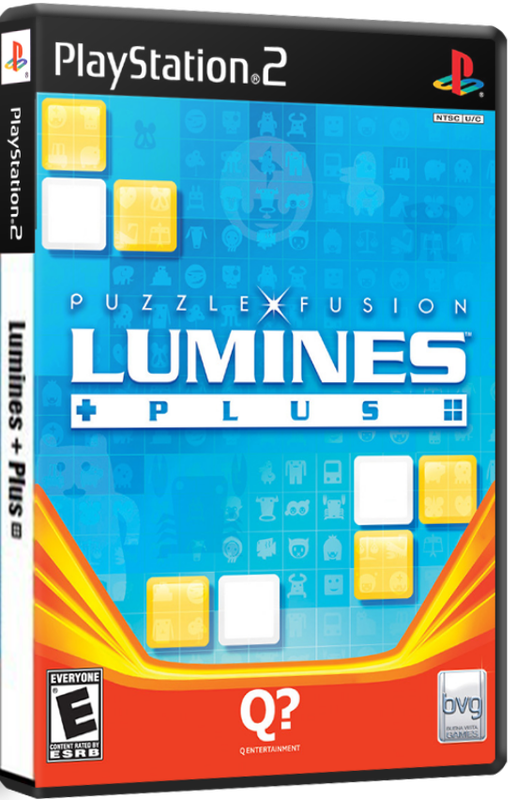 PlayStation.2
PlayStation®2
NTSC U/C
PUZZLE FUSION
LUMINES™
PLUS
Lumines + Plus
EVERYONE
E
CONTENT RATED BY
ESRB
Q?
Q ENTERTAINMENT
bvg
BUENA VISTA
GAMES